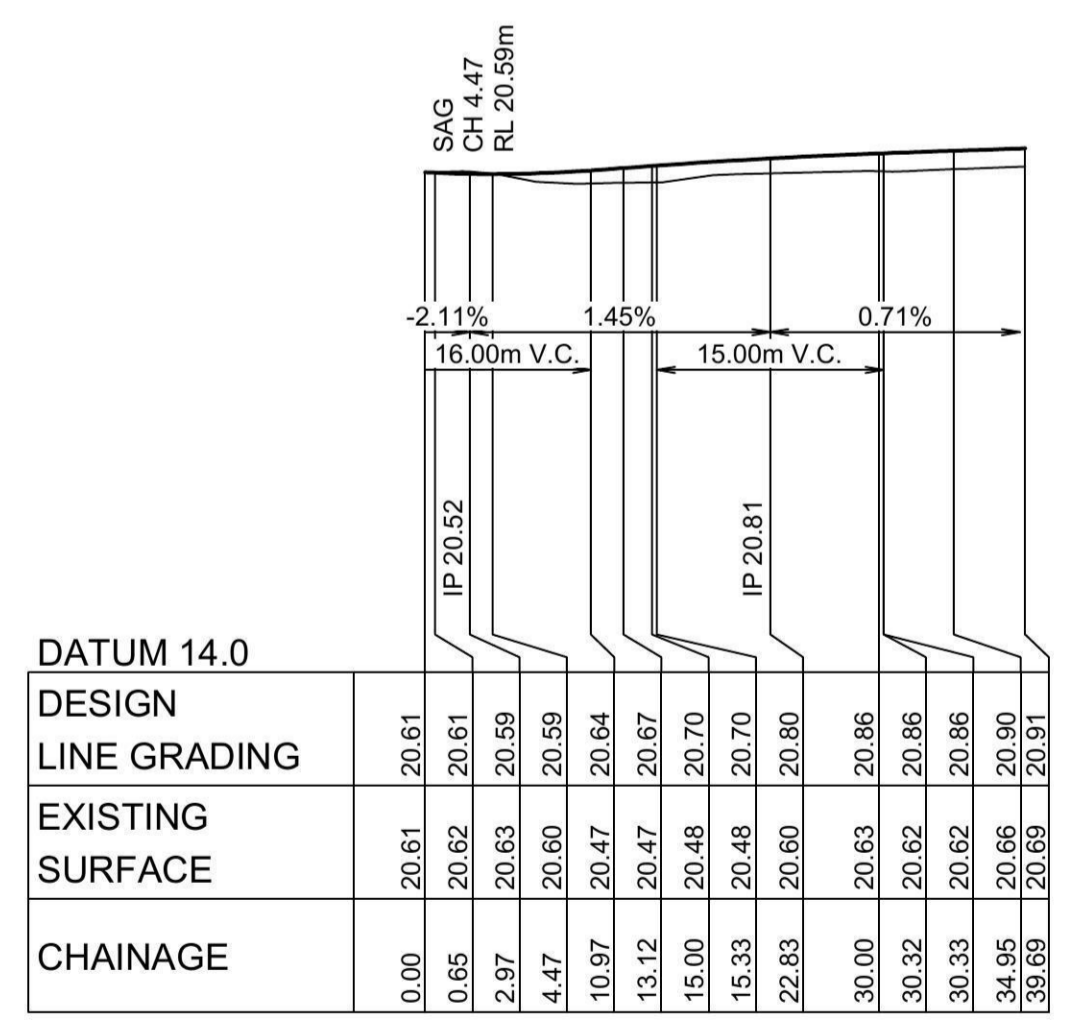 SAG
CH 4.47
RL 20.59m
-2.11%
1.45%
0.71%
16.00m V.C.
15.00m V.C.
IP 20.52
IP 20.81
DATUM 14.0
DESIGN
LINE GRADING
20.61 20.61 20.59 20.59 20.64 20.67 20.70 20.70 20.80 20.86 20.86 20.86 20.90 20.91
EXISTING
SURFACE
20.61 20.62 20.63 20.60 20.47 20.47 20.48 20.48 20.60 20.63 20.62 20.62 20.66 20.69
CHAINAGE
0.00 0.65 2.97 4.47 10.97 13.12 15.00 15.33 22.83 30.00 30.32 30.33 34.95 39.69